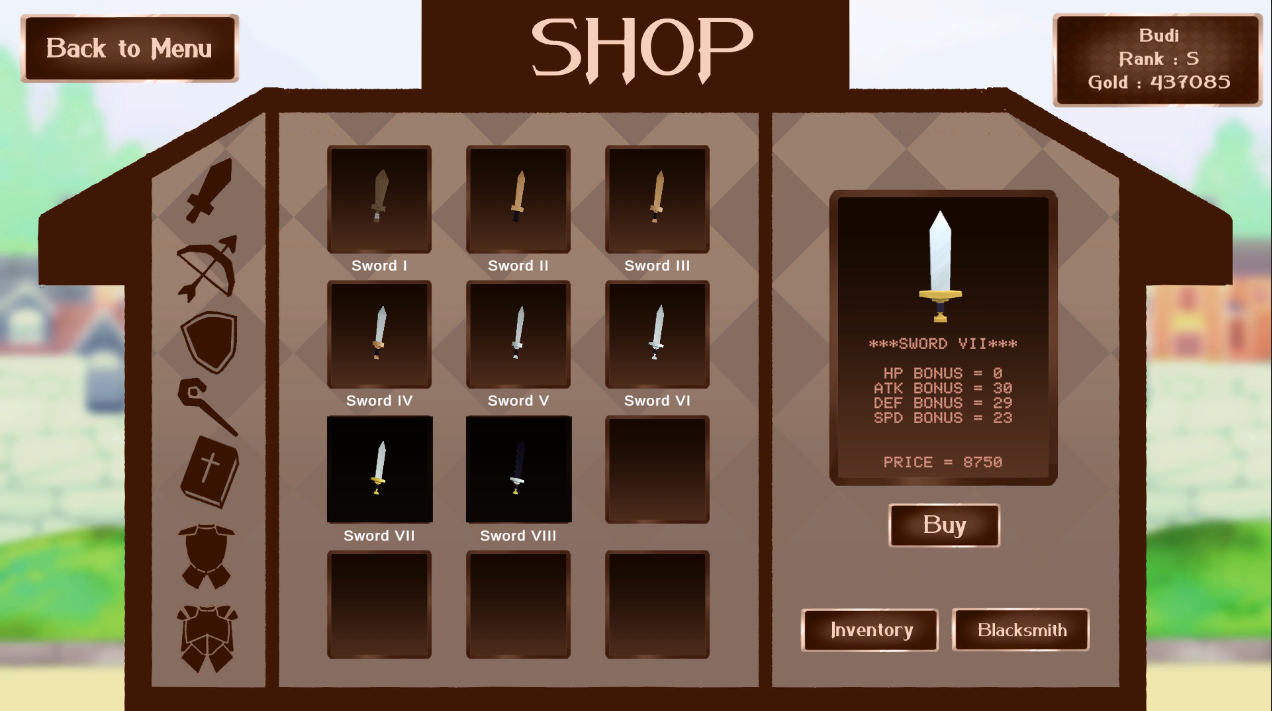 Back to Menu
SHOP
Budi
Rank : S
Gold : 437085
Sword I
Sword II
Sword III
Sword IV
Sword V
Sword VI
Sword VII
Sword VIII
***SWORD VII***
HP BONUS = 0
ATK BONUS = 30
DEF BONUS = 29
SPD BONUS = 23
PRICE = 8750
Buy
Inventory
Blacksmith